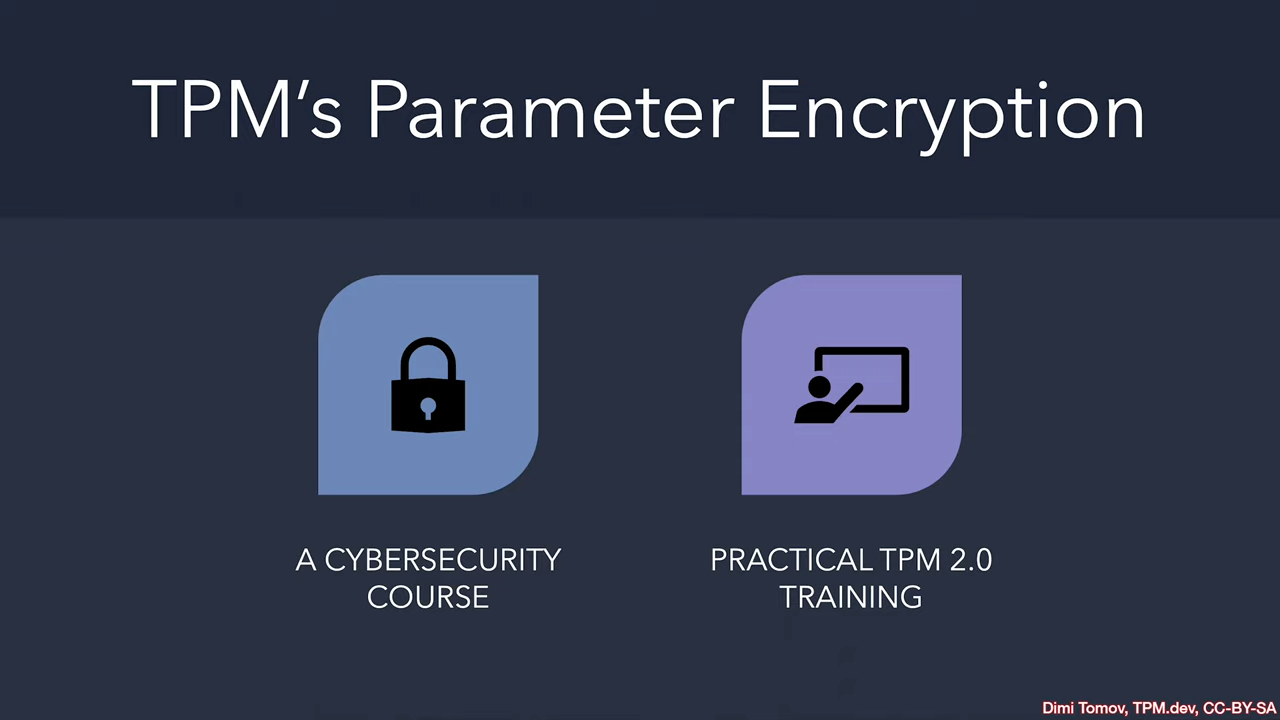 TPM’s Parameter Encryption
A CYBERSECURITY
COURSE
PRACTICAL TPM 2.0
TRAINING
Dimi Tomov, TPM.dev, CC-BY-SA